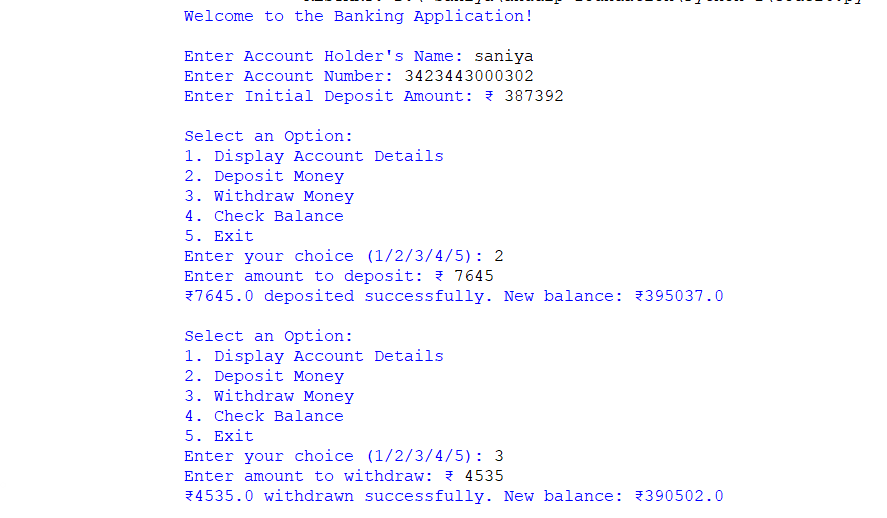 Welcome to the Banking Application!
Enter Account Holder's Name: saniya
Enter Account Number: 3423443000302
Enter Initial Deposit Amount: ₹ 387392
Select an Option:
1. Display Account Details
2. Deposit Money
3. Withdraw Money
4. Check Balance
5. Exit
Enter your choice (1/2/3/4/5): 2
Enter amount to deposit: ₹ 7645
₹7645.0 deposited successfully. New balance: ₹395037.0
Select an Option:
1. Display Account Details
2. Deposit Money
3. Withdraw Money
4. Check Balance
5. Exit
Enter your choice (1/2/3/4/5): 3
Enter amount to withdraw: ₹ 4535
₹4535.0 withdrawn successfully. New balance: ₹390502.0